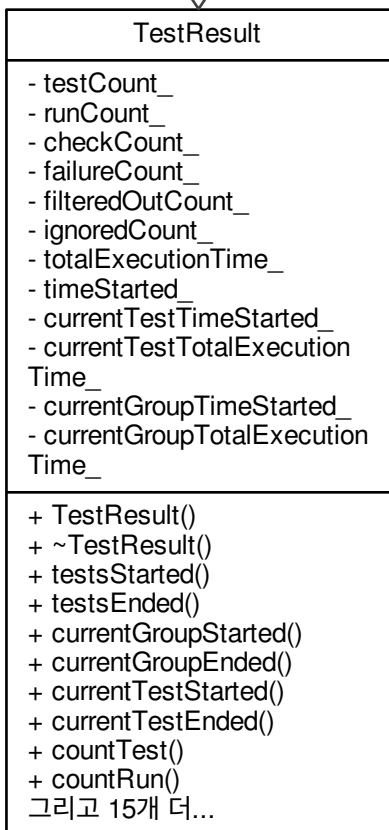 TestResult
- testCount_
- runCount_
- checkCount_
- failureCount_
- filteredOutCount_
- ignoredCount_
- totalExecutionTime_
- timeStarted_
- currentTestTimeStarted_
- currentTestTotalExecution
Time_
- currentGroupTimeStarted_
- currentGroupTotalExecution
Time_
+ TestResult()
+ ~TestResult()
+ testsStarted()
+ testsEnded()
+ currentGroupStarted()
+ currentGroupEnded()
+ currentTestStarted()
+ currentTestEnded()
+ countTest()
+ countRun()
그리고 15개 더...